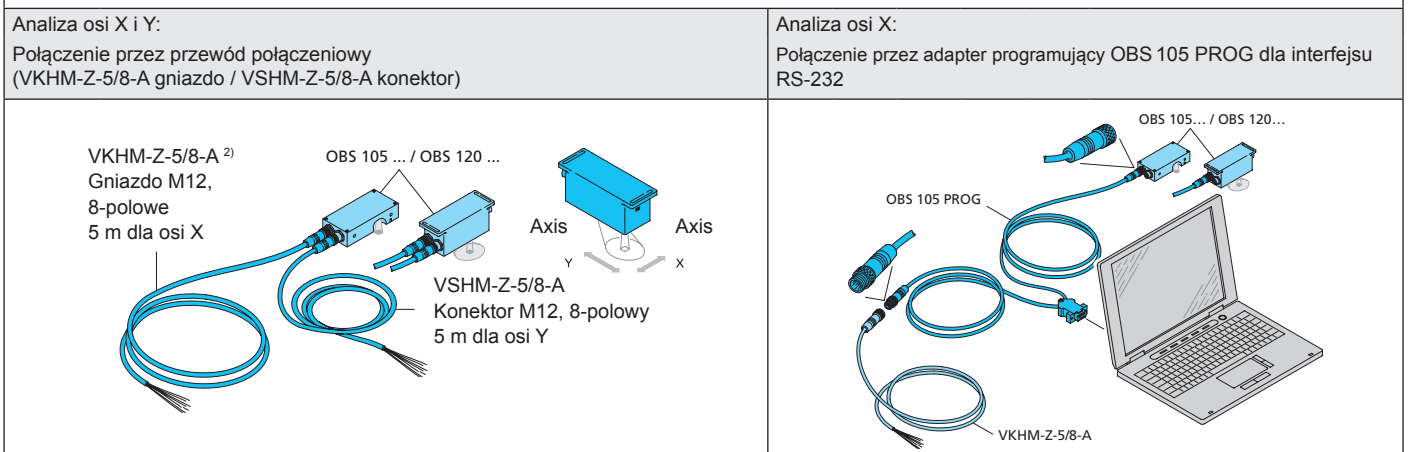 Analiza osi X i Y:
Połączenie przez przewód połączeniowy
(VKHM-Z-5/8-A gniazdo / VSHM-Z-5/8-A konektor)
Analiza osi X:
Połączenie przez adapter programujący OBS 105 PROG dla interfejsu
RS-232
VKHM-Z-5/8-A 2)
Gniazdo M12,
8-polowe
5 m dla osi X
OBS 105 ... / OBS 120 ...
Axis
Axis
Y
X
VSHM-Z-5/8-A
Konektor M12, 8-polowy
5 m dla osi Y
OBS 105... / OBS 120...
OBS 105 PROG
VKHM-Z-5/8-A